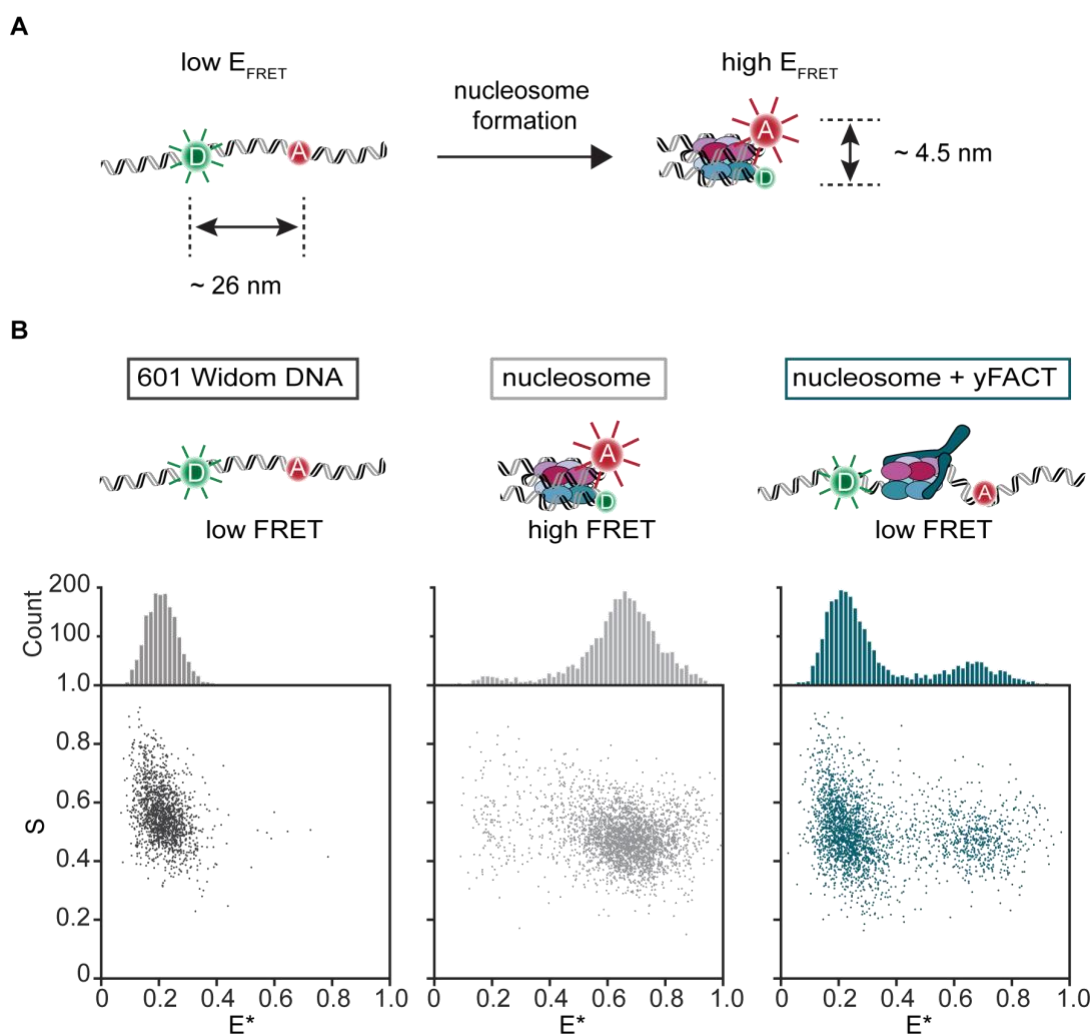 A
low E_FRET
nucleosome
formation
high E_FRET
D
A
A
D
~ 26 nm
~ 4.5 nm
B
601 Widom DNA
nucleosome
nucleosome + yFACT
D
A
A
D
D
A
low FRET
high FRET
low FRET
Count
200
100
1.0
0.8
0.6
0.4
0.2
0
S
0 0.2 0.4 0.6 0.8 1.0
0 0.2 0.4 0.6 0.8 1.0
0 0.2 0.4 0.6 0.8 1.0
E*
E*
E*